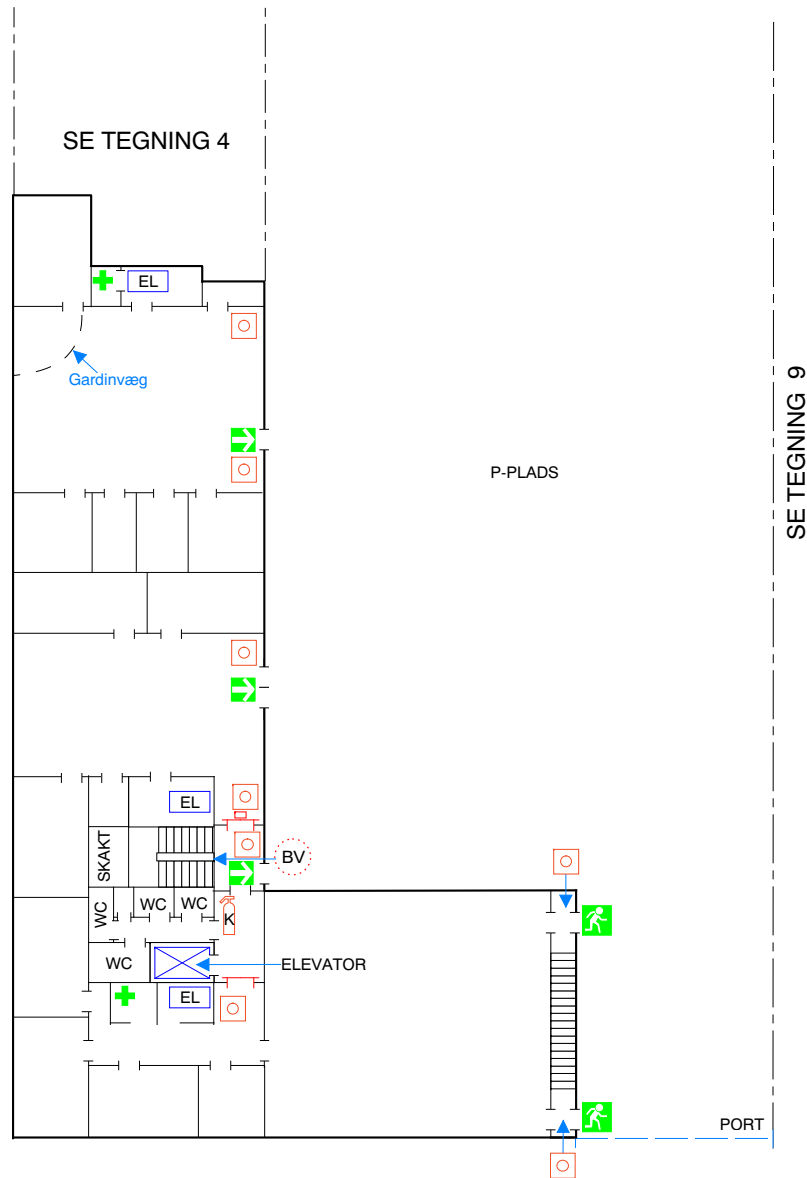 SE TEGNING 4
EL
Gardinvæg
P-PLADS
SE TEGNING 9
EL
SKAKT
BV
WC
WC
WC
K
WC
ELEVATOR
EL
PORT